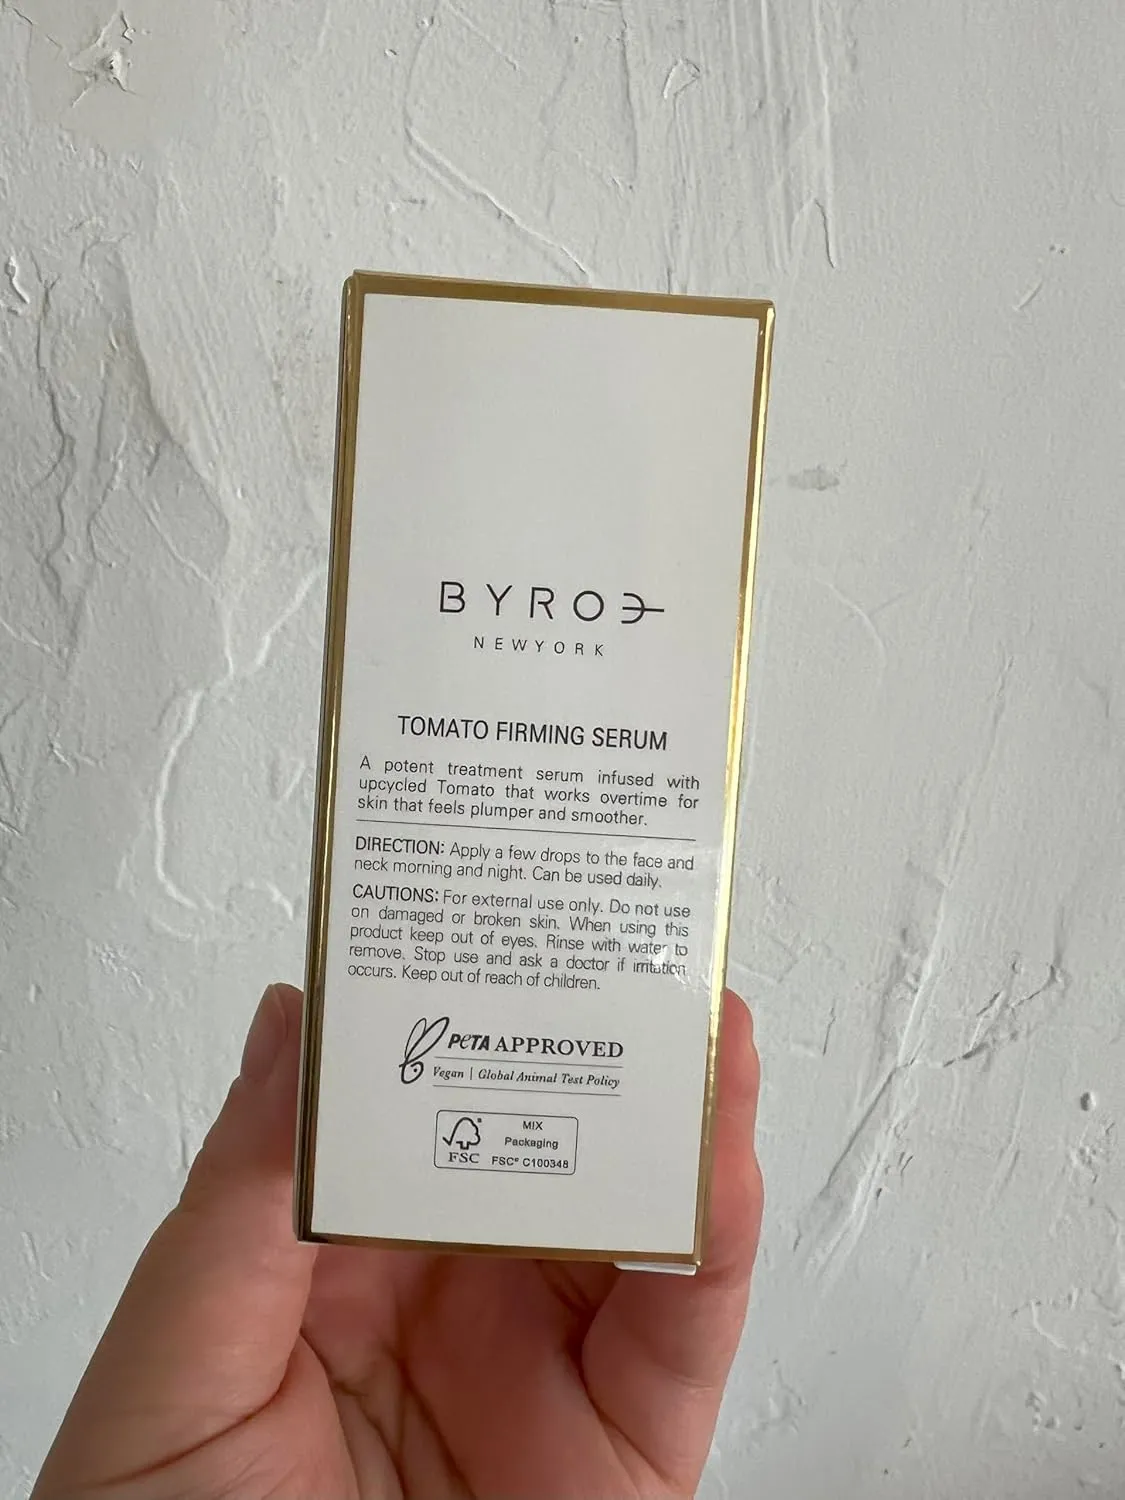 BYROE
NEWYORK
TOMATO FIRMING SERUM
A potent treatment serum infused with
upcycled Tomato that works overtime for
skin that feels plumper and smoother.
DIRECTION: Apply a few drops to the face and
neck morning and night. Can be used daily.
CAUTIONS: For external use only. Do not use
on damaged or broken skin. When using this
product keep out of eyes. Rinse with water to
remove. Stop use and ask a doctor if irritation
occurs. Keep out of reach of children.
PeTA APPROVED
Vegan | Global Animal Test Policy
MIX
Packaging
FSC
FSC® C100348